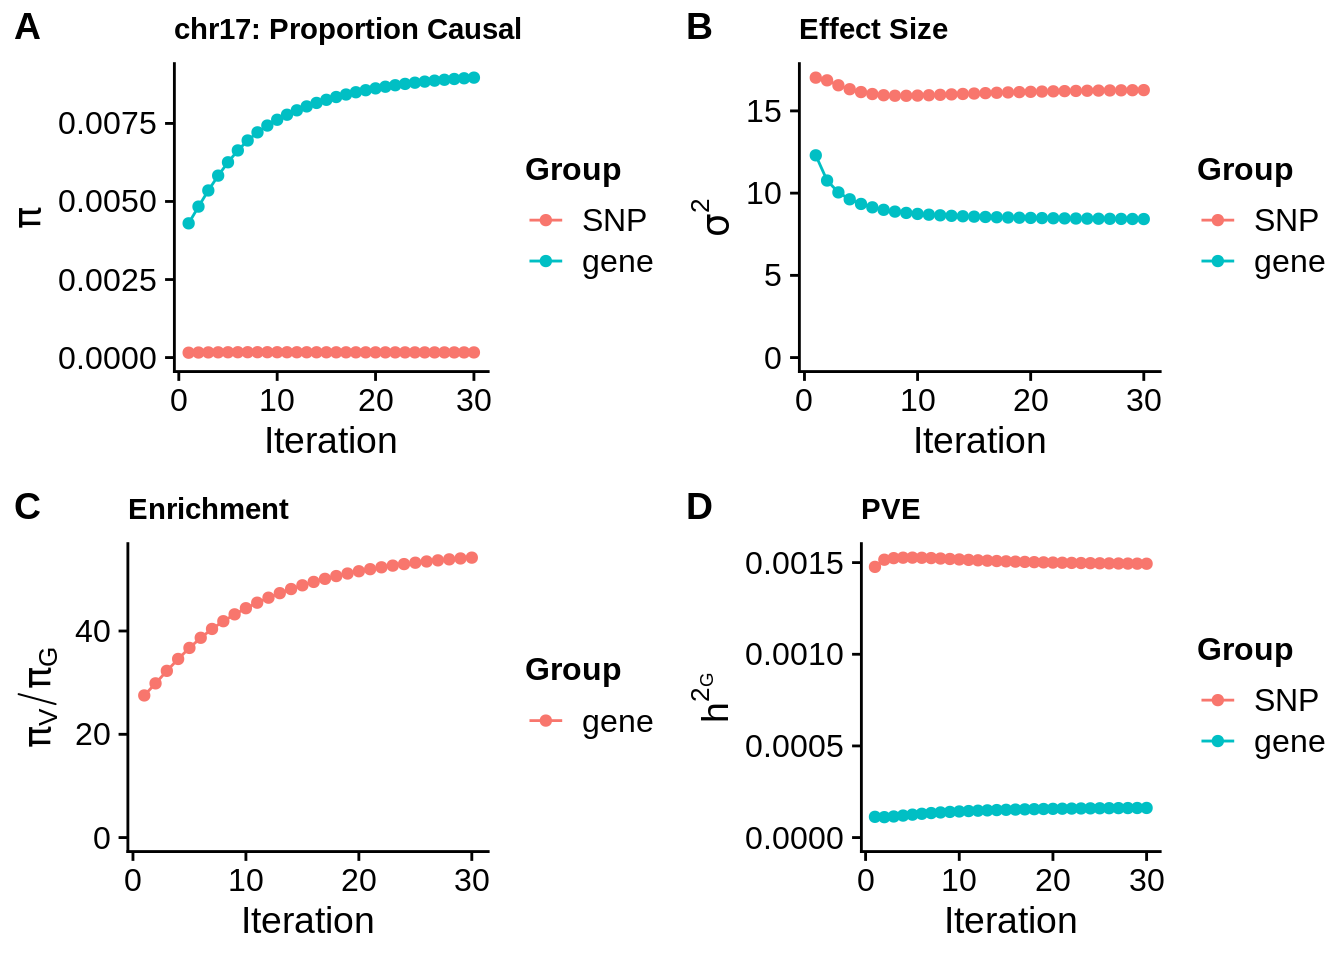 A
chr17: Proportion Causal
0.0075
0.0050
0.0025
0.0000
π
0 10 20 30
Iteration
Group
SNP
gene
B
Effect Size
15
10
5
0
σ²
0 10 20 30
Iteration
Group
SNP
gene
C
Enrichment
40
20
0
πV/πG
0 10 20 30
Iteration
Group
gene
D
PVE
0.0015
0.0010
0.0005
0.0000
h²G
0 10 20 30
Iteration
Group
SNP
gene